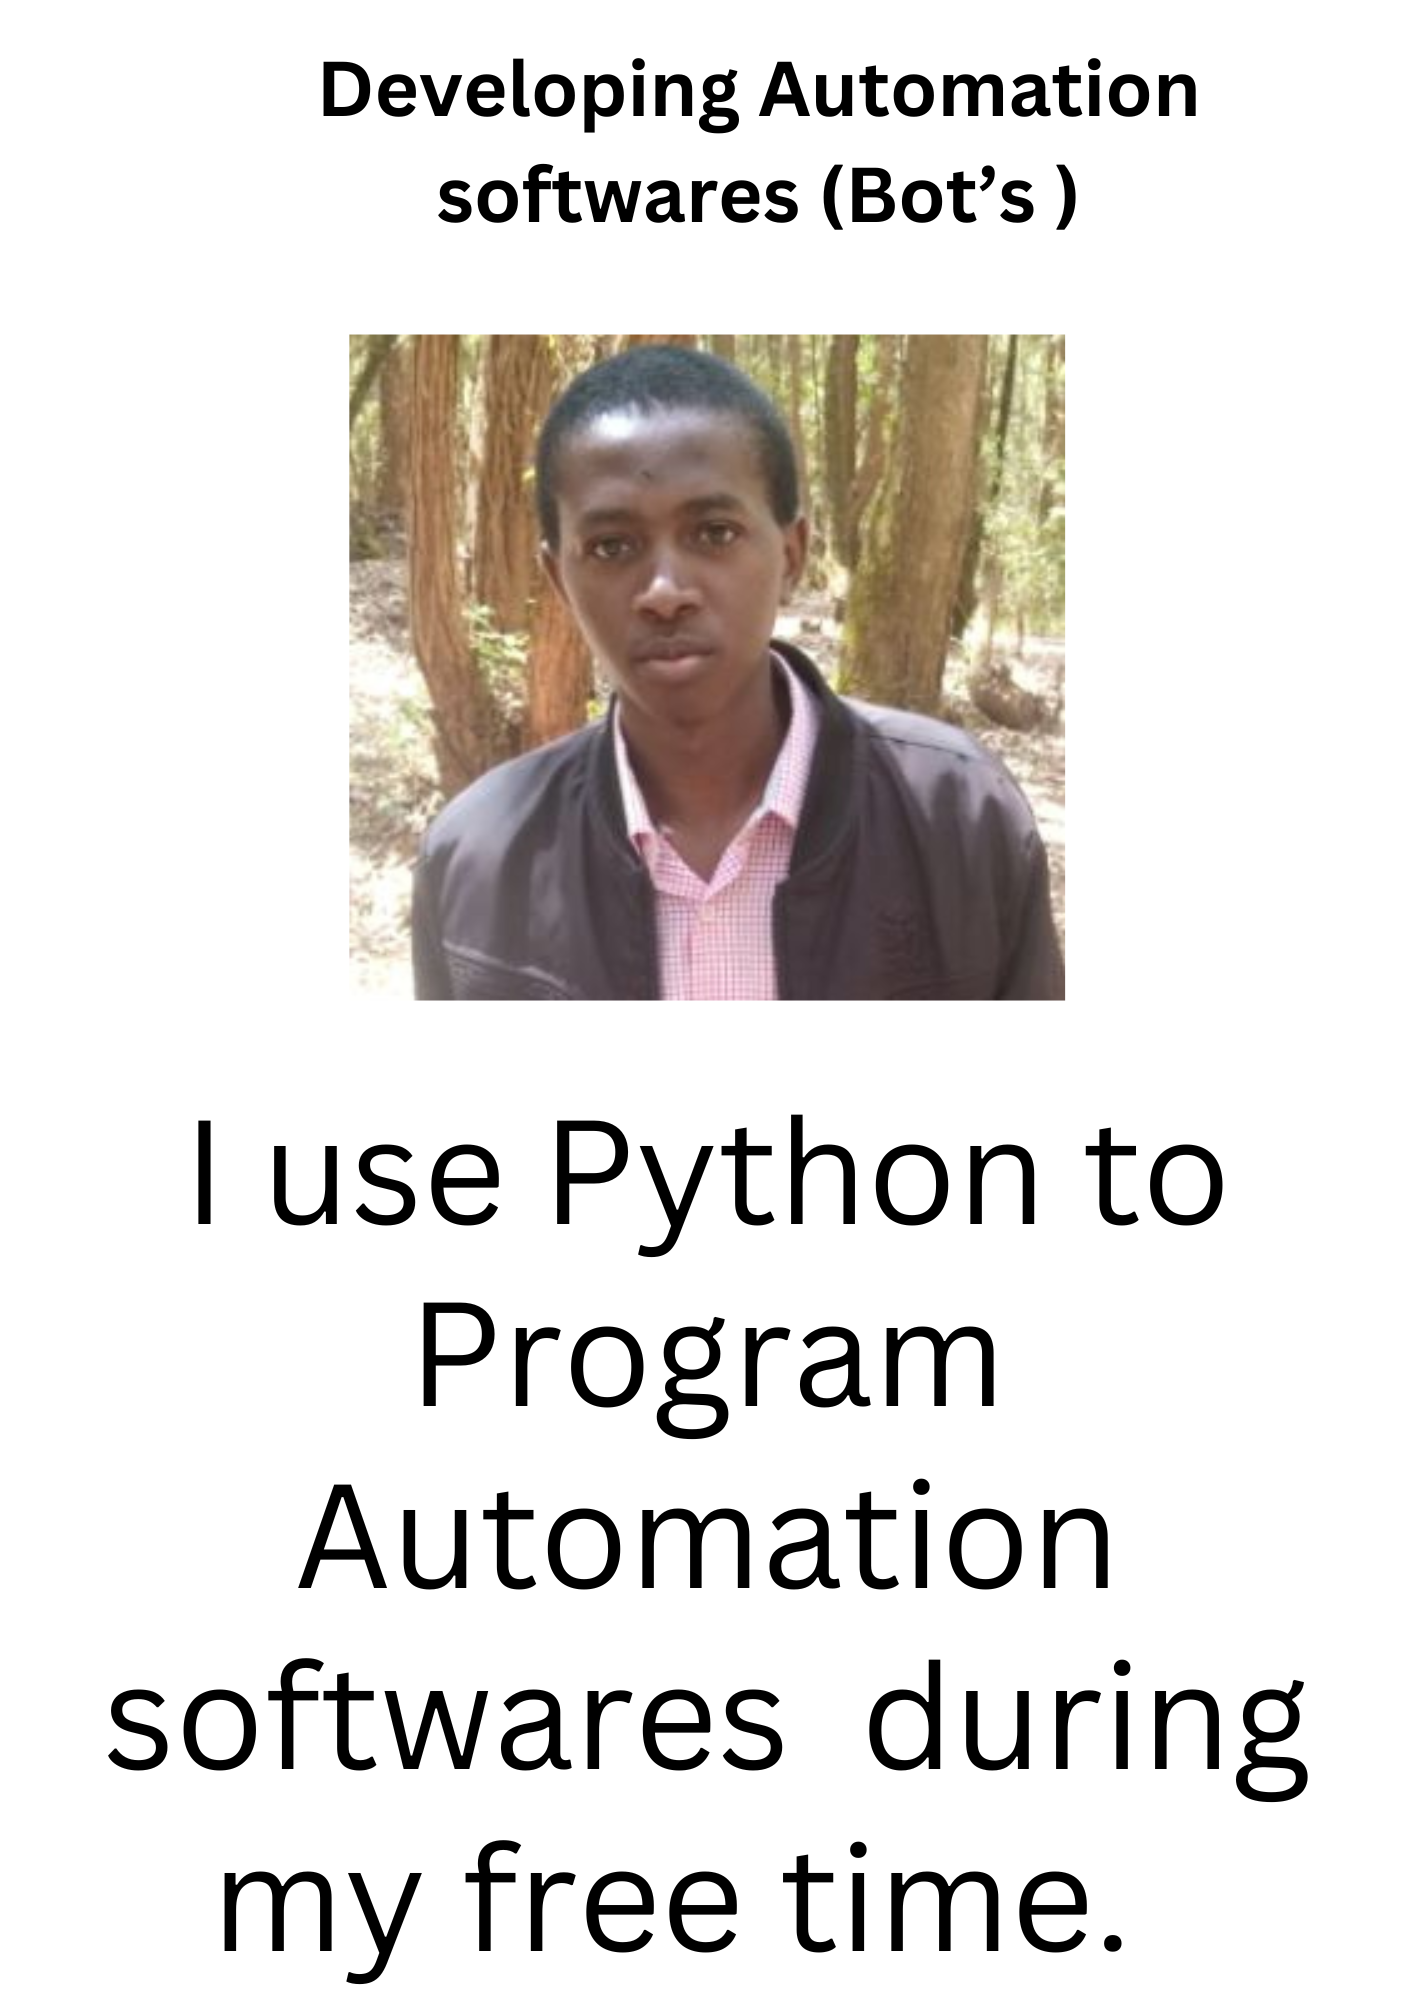 Developing Automation
softwares (Bot’s )
I use Python to
Program
Automation
softwares  during
my free time.